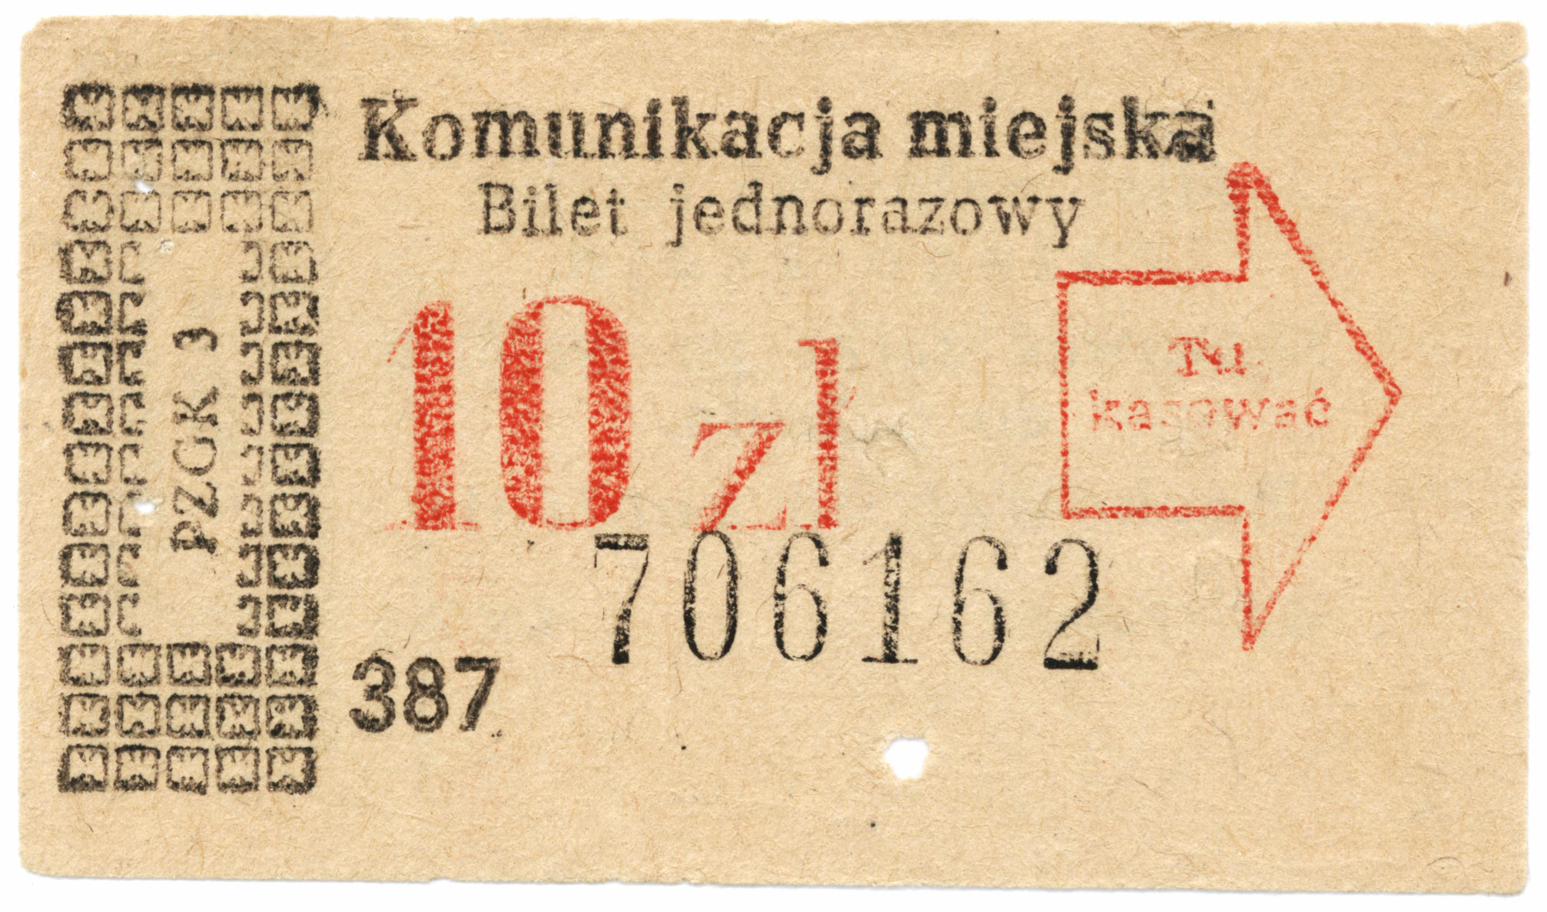 Komunikacja miejska
Bilet jednorazowy
10 zł
Tu
kasować
PZGK 3
706162
387